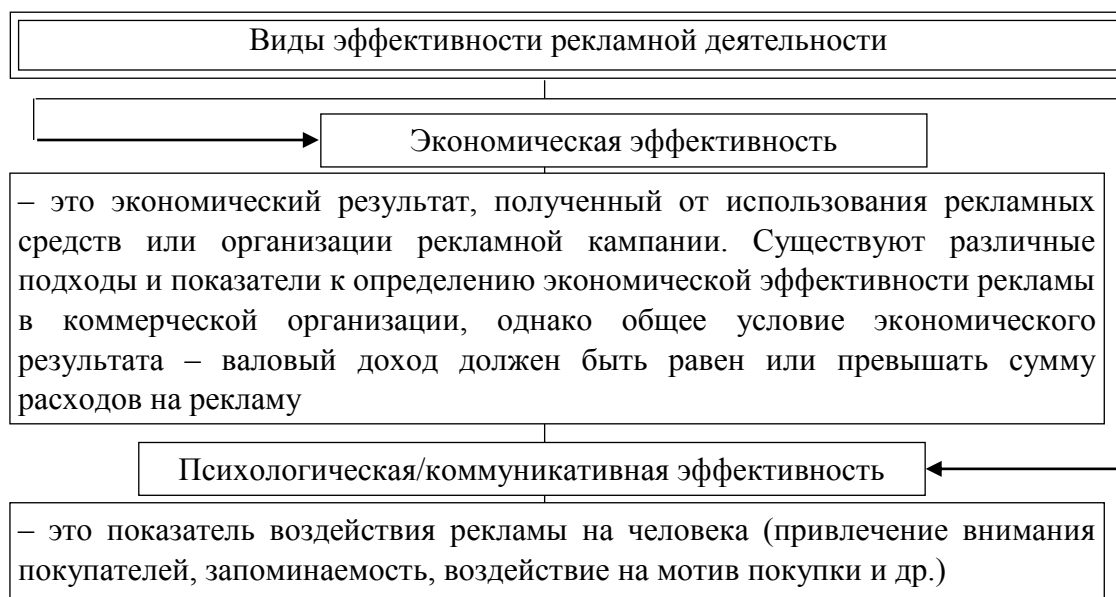 Виды эффективности рекламной деятельности
Экономическая эффективность
– это экономический результат, полученный от использования рекламных
средств или организации рекламной кампании. Существуют различные
подходы и показатели к определению экономической эффективности рекламы
в коммерческой организации, однако общее условие экономического
результата – валовый доход должен быть равен или превышать сумму
расходов на рекламу
Психологическая/коммуникативная эффективность
– это показатель воздействия рекламы на человека (привлечение внимания
покупателей, запоминаемость, воздействие на мотив покупки и др.)